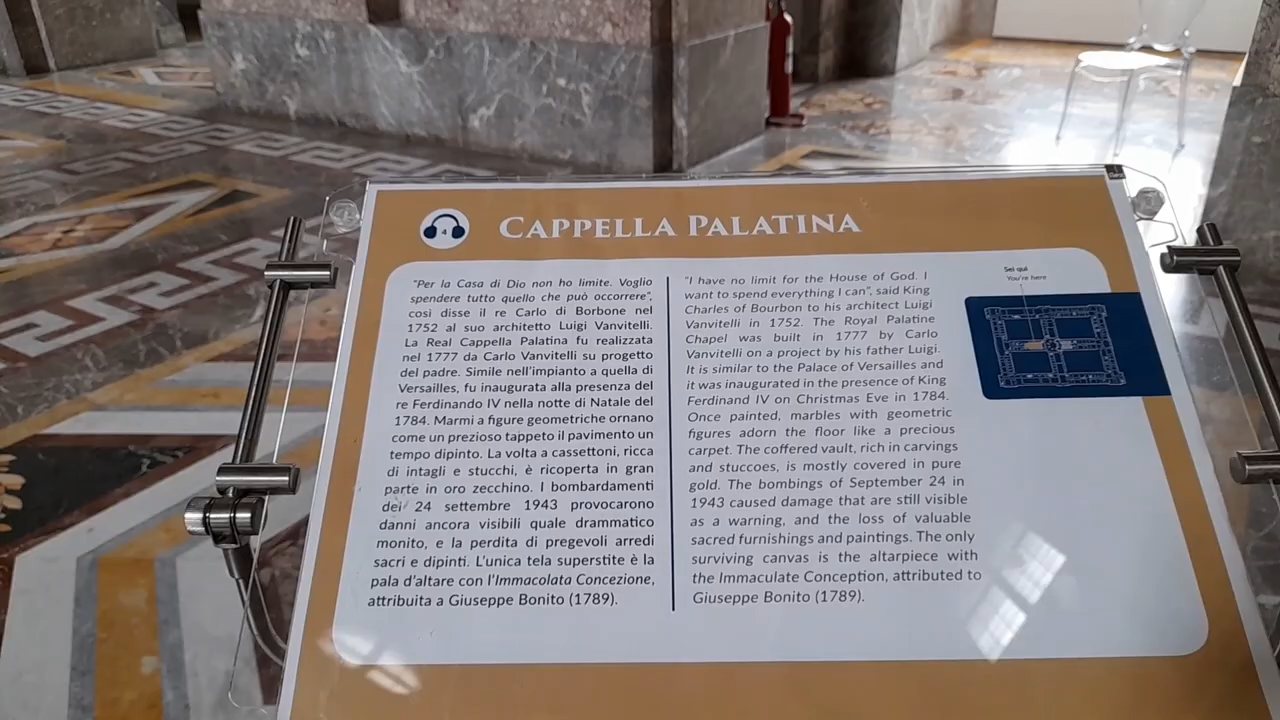 4
CAPPELLA PALATINA
"Per la Casa di Dio non ho limite. Voglio
spendere tutto quello che può occorrere",
così disse il re Carlo di Borbone nel
1752 al suo architetto Luigi Vanvitelli.
La Real Cappella Palatina fu realizzata
nel 1777 da Carlo Vanvitelli su progetto
del padre. Simile nell'impianto a quella di
Versailles, fu inaugurata alla presenza del
re Ferdinando IV nella notte di Natale del
1784. Marmi a figure geometriche ornano
come un prezioso tappeto il pavimento un
tempo dipinto. La volta a cassettoni, ricca
di intagli e stucchi, è ricoperta in gran
parte in oro zecchino. I bombardamenti
dei 24 settembre 1943 provocarono
danni ancora visibili quale drammatico
monito, e la perdita di pregevoli arredi
sacri e dipinti. L'unica tela superstite è la
pala d'altare con l'Immacolata Concezione,
attribuita a Giuseppe Bonito (1789).
"I have no limit for the House of God. I
want to spend everything I can", said King
Charles of Bourbon to his architect Luigi
Vanvitelli in 1752. The Royal Palatine
Chapel was built in 1777 by Carlo
Vanvitelli on a project by his father Luigi.
It is similar to the Palace of Versailles and
it was inaugurated in the presence of King
Ferdinand IV on Christmas Eve in 1784.
Once painted, marbles with geometric
figures adorn the floor like a precious
carpet. The coffered vault, rich in carvings
and stuccoes, is mostly covered in pure
gold. The bombings of September 24 in
1943 caused damage that are still visible
as a warning, and the loss of valuable
sacred furnishings and paintings. The only
surviving canvas is the altarpiece with
the Immaculate Conception, attributed to
Giuseppe Bonito (1789).
Sei qui
You're here